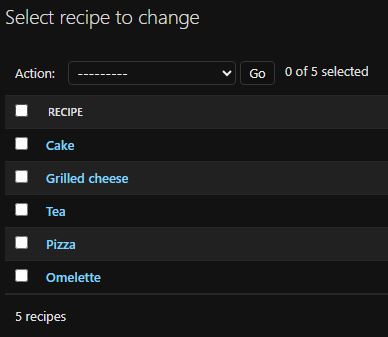 Select recipe to change
Action: --------- Go 0 of 5 selected
RECIPE
Cake
Grilled cheese
Tea
Pizza
Omelette
5 recipes